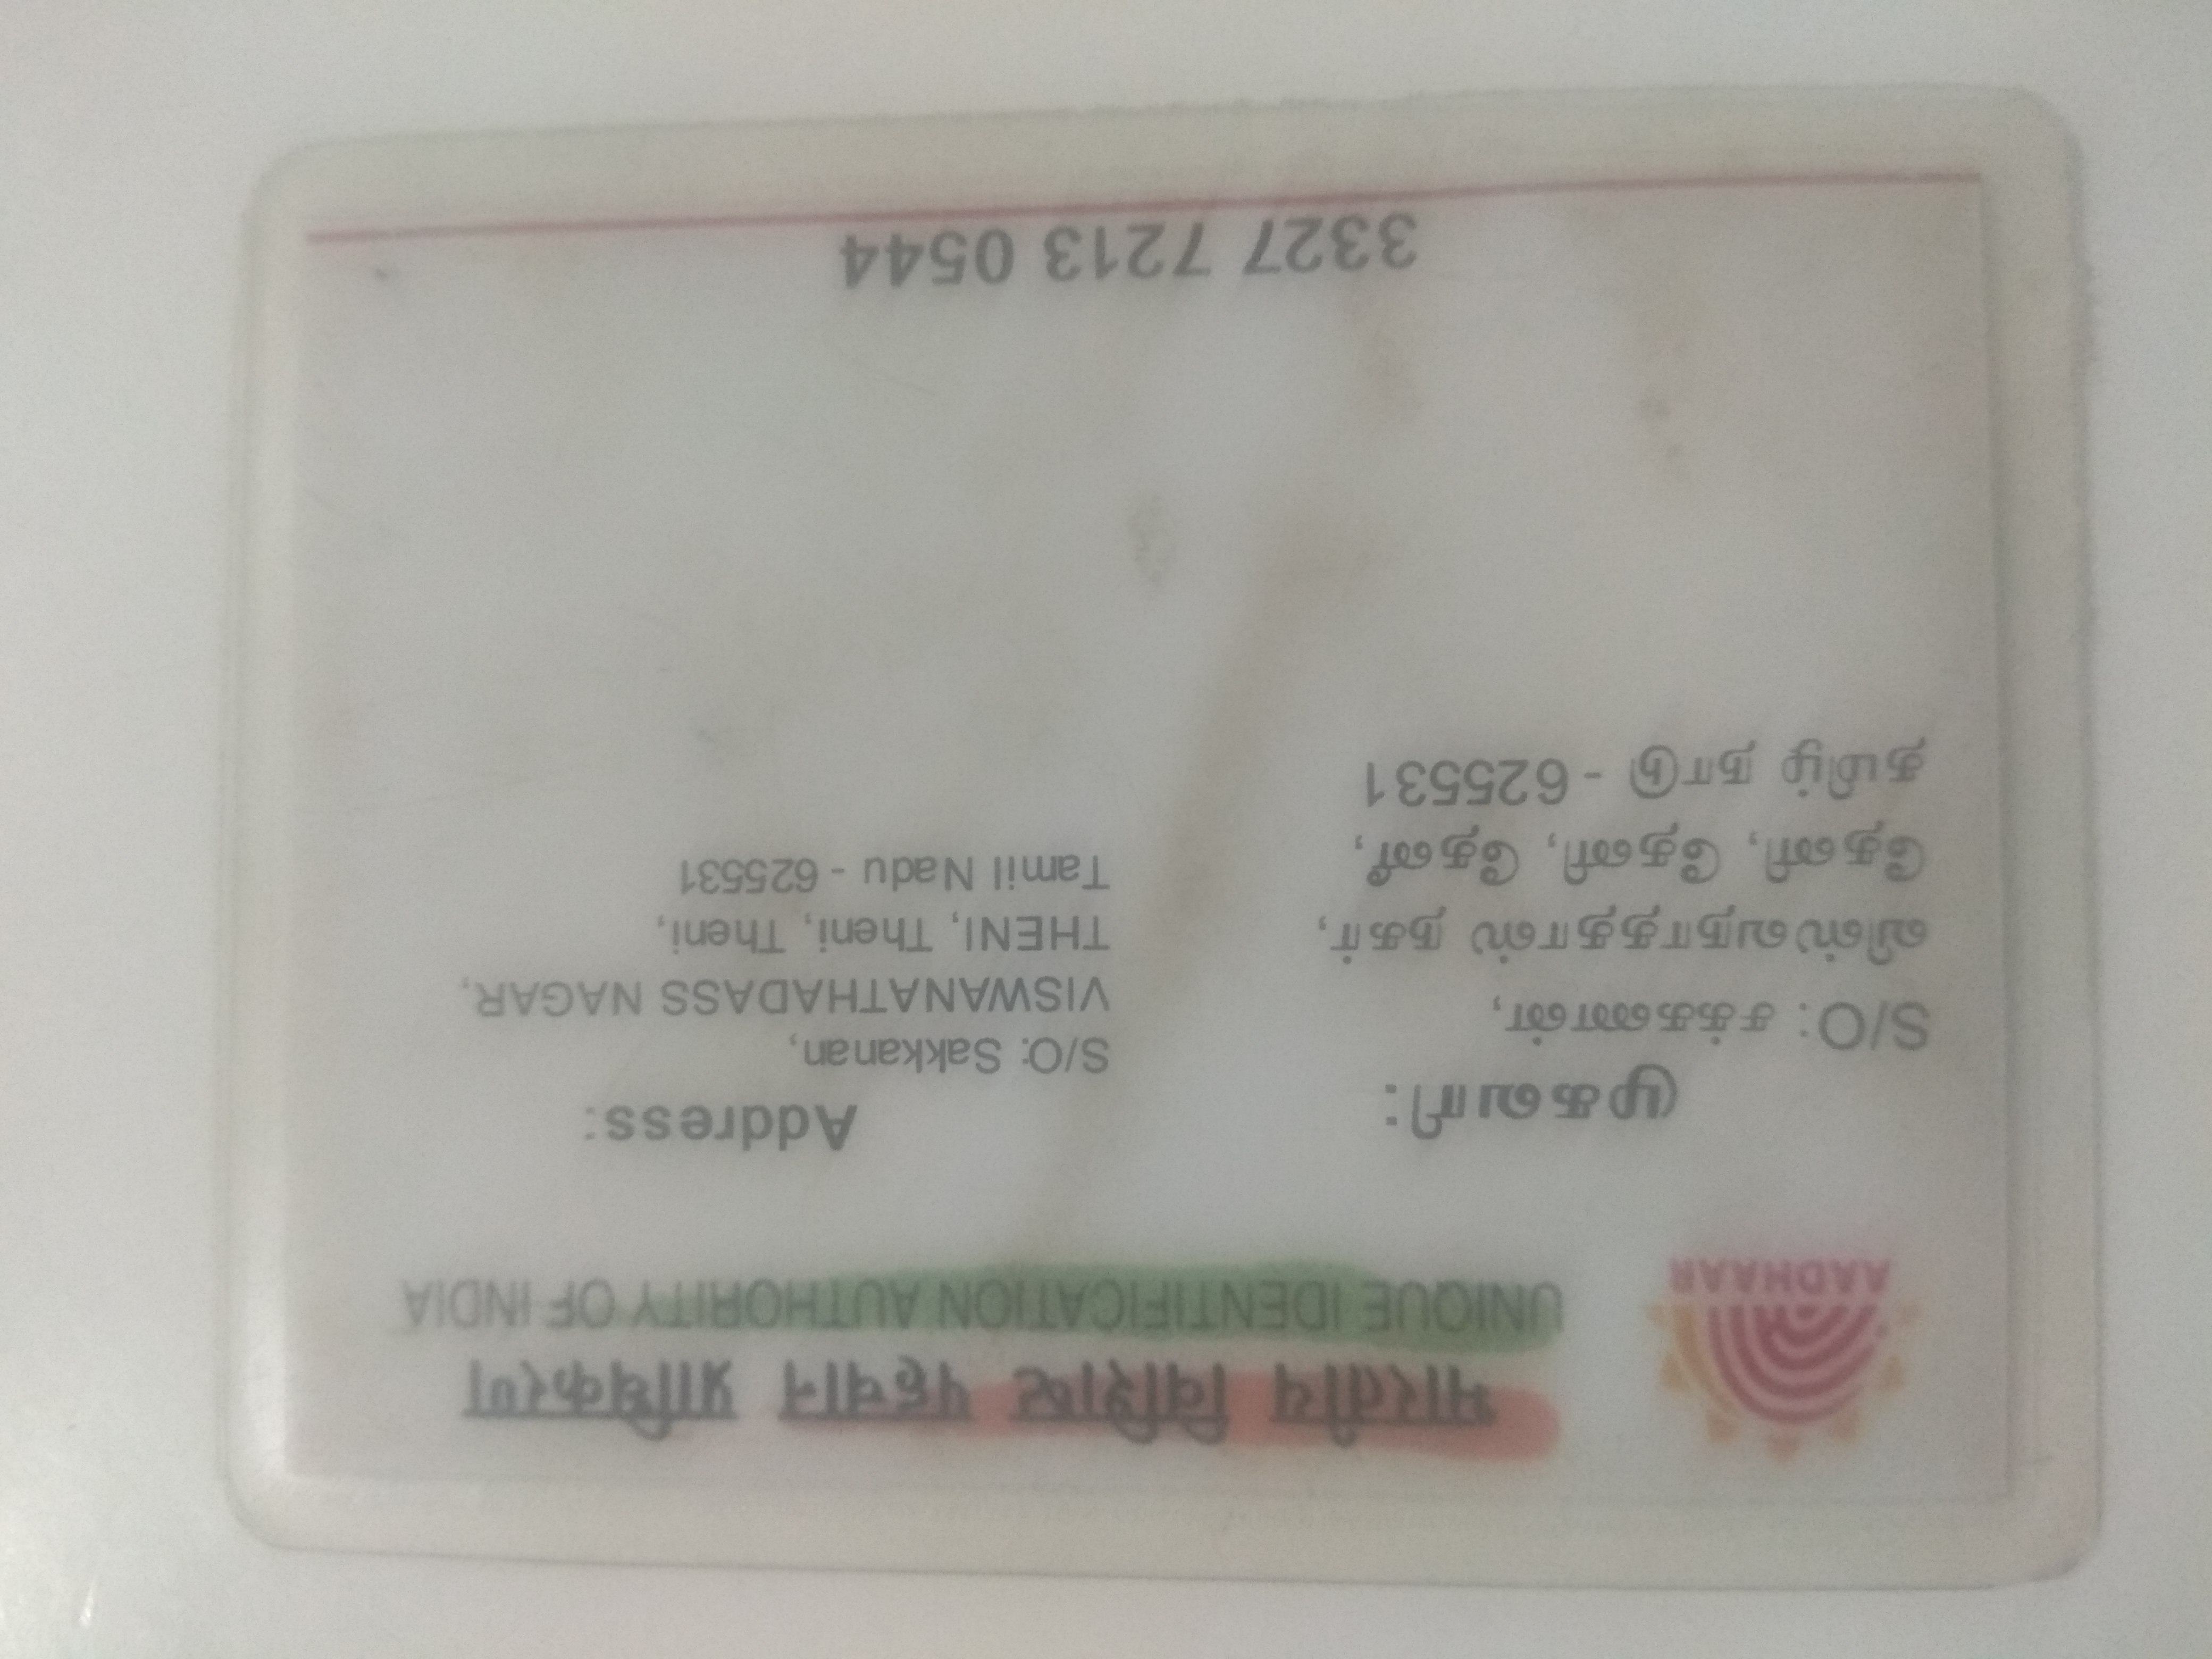 भारतीय विशिष्ट पहचान प्राधिकरण
UNIQUE IDENTIFICATION AUTHORITY OF INDIA
AADHAAR
முகவரி:
S/O: சக்கணன்,
விஸ்வநாததாஸ் நகர்,
தேனி, தேனி, தேனீ,
தமிழ் நாடு - 625531
Address:
S/O: Sakkanan,
VISWANATHADASS NAGAR,
THENI, Theni, Theni,
Tamil Nadu - 625531
3327 7213 0544